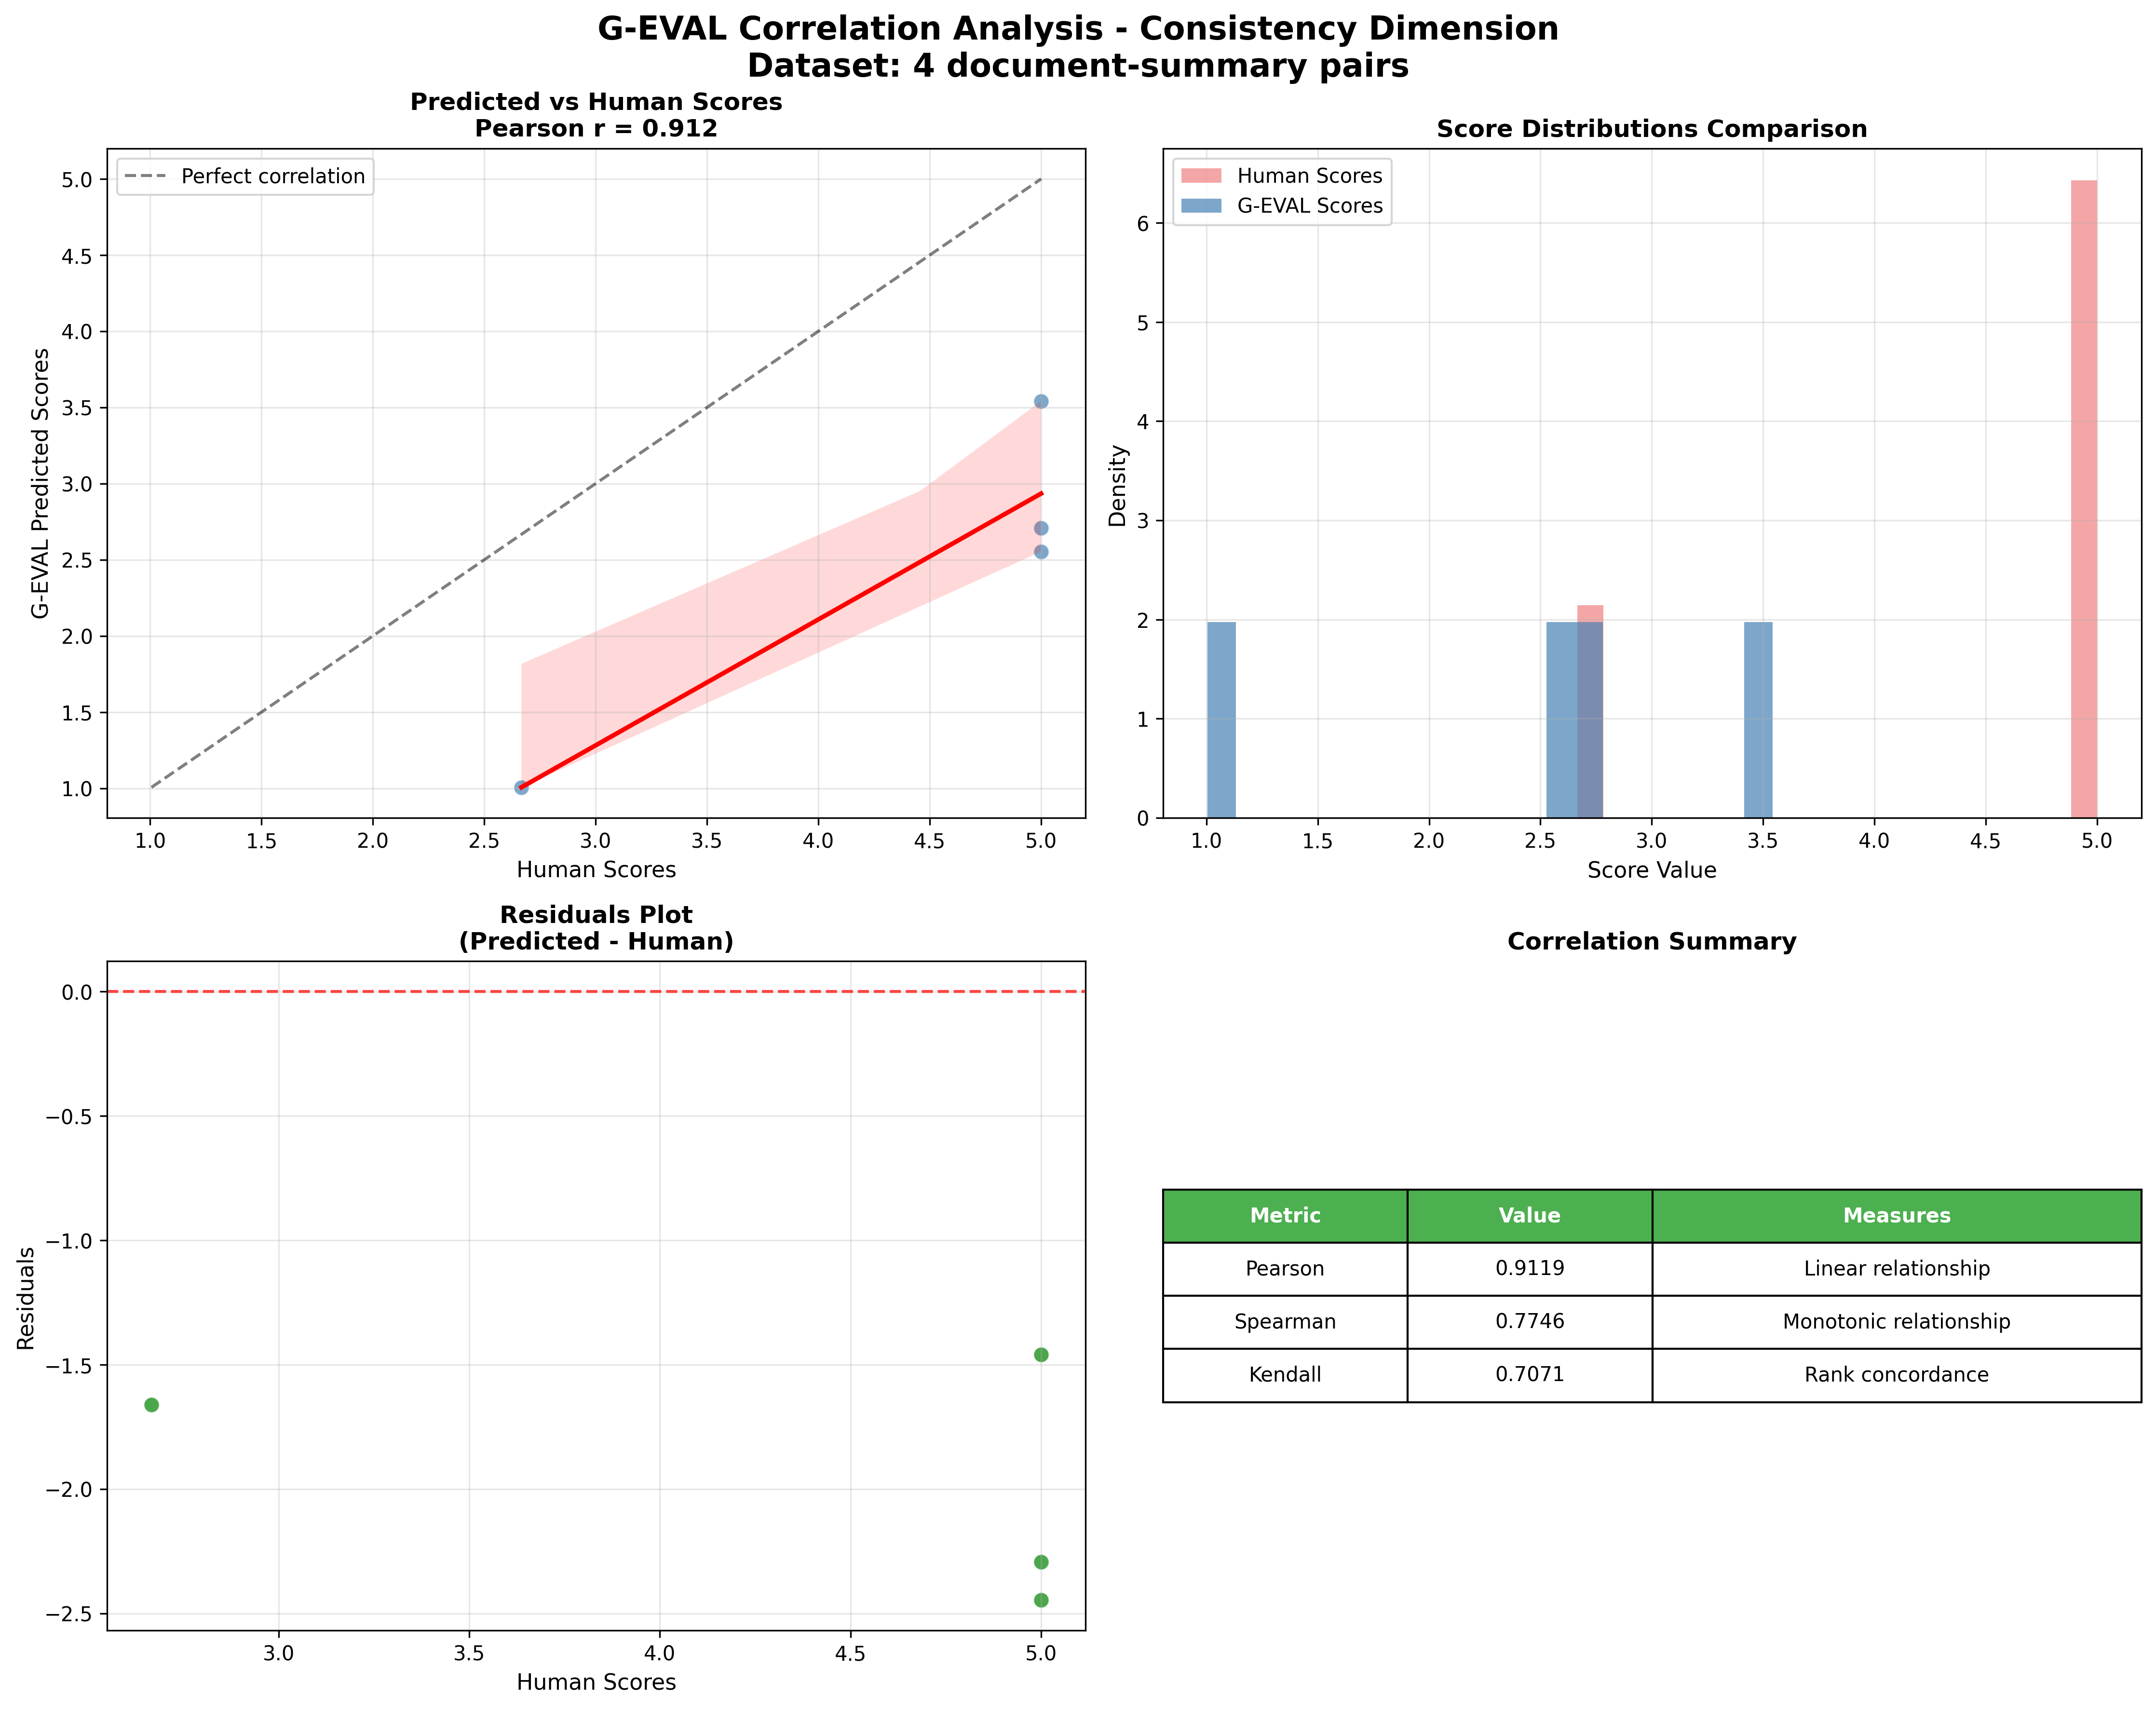 G-EVAL Correlation Analysis - Consistency Dimension
Dataset: 4 document-summary pairs
Predicted vs Human Scores
Pearson r = 0.912
Perfect correlation
5.0
4.5
4.0
3.5
3.0
2.5
2.0
1.5
1.0
G-EVAL Predicted Scores
1.0 1.5 2.0 2.5 3.0 3.5 4.0 4.5 5.0
Human Scores
Score Distributions Comparison
Human Scores
G-EVAL Scores
6
5
4
3
2
1
0
Density
1.0 1.5 2.0 2.5 3.0 3.5 4.0 4.5 5.0
Score Value
Residuals Plot
(Predicted - Human)
0.0
−0.5
−1.0
−1.5
−2.0
−2.5
Residuals
3.0 3.5 4.0 4.5 5.0
Human Scores
Correlation Summary
Metric Value Measures
Pearson 0.9119 Linear relationship
Spearman 0.7746 Monotonic relationship
Kendall 0.7071 Rank concordance